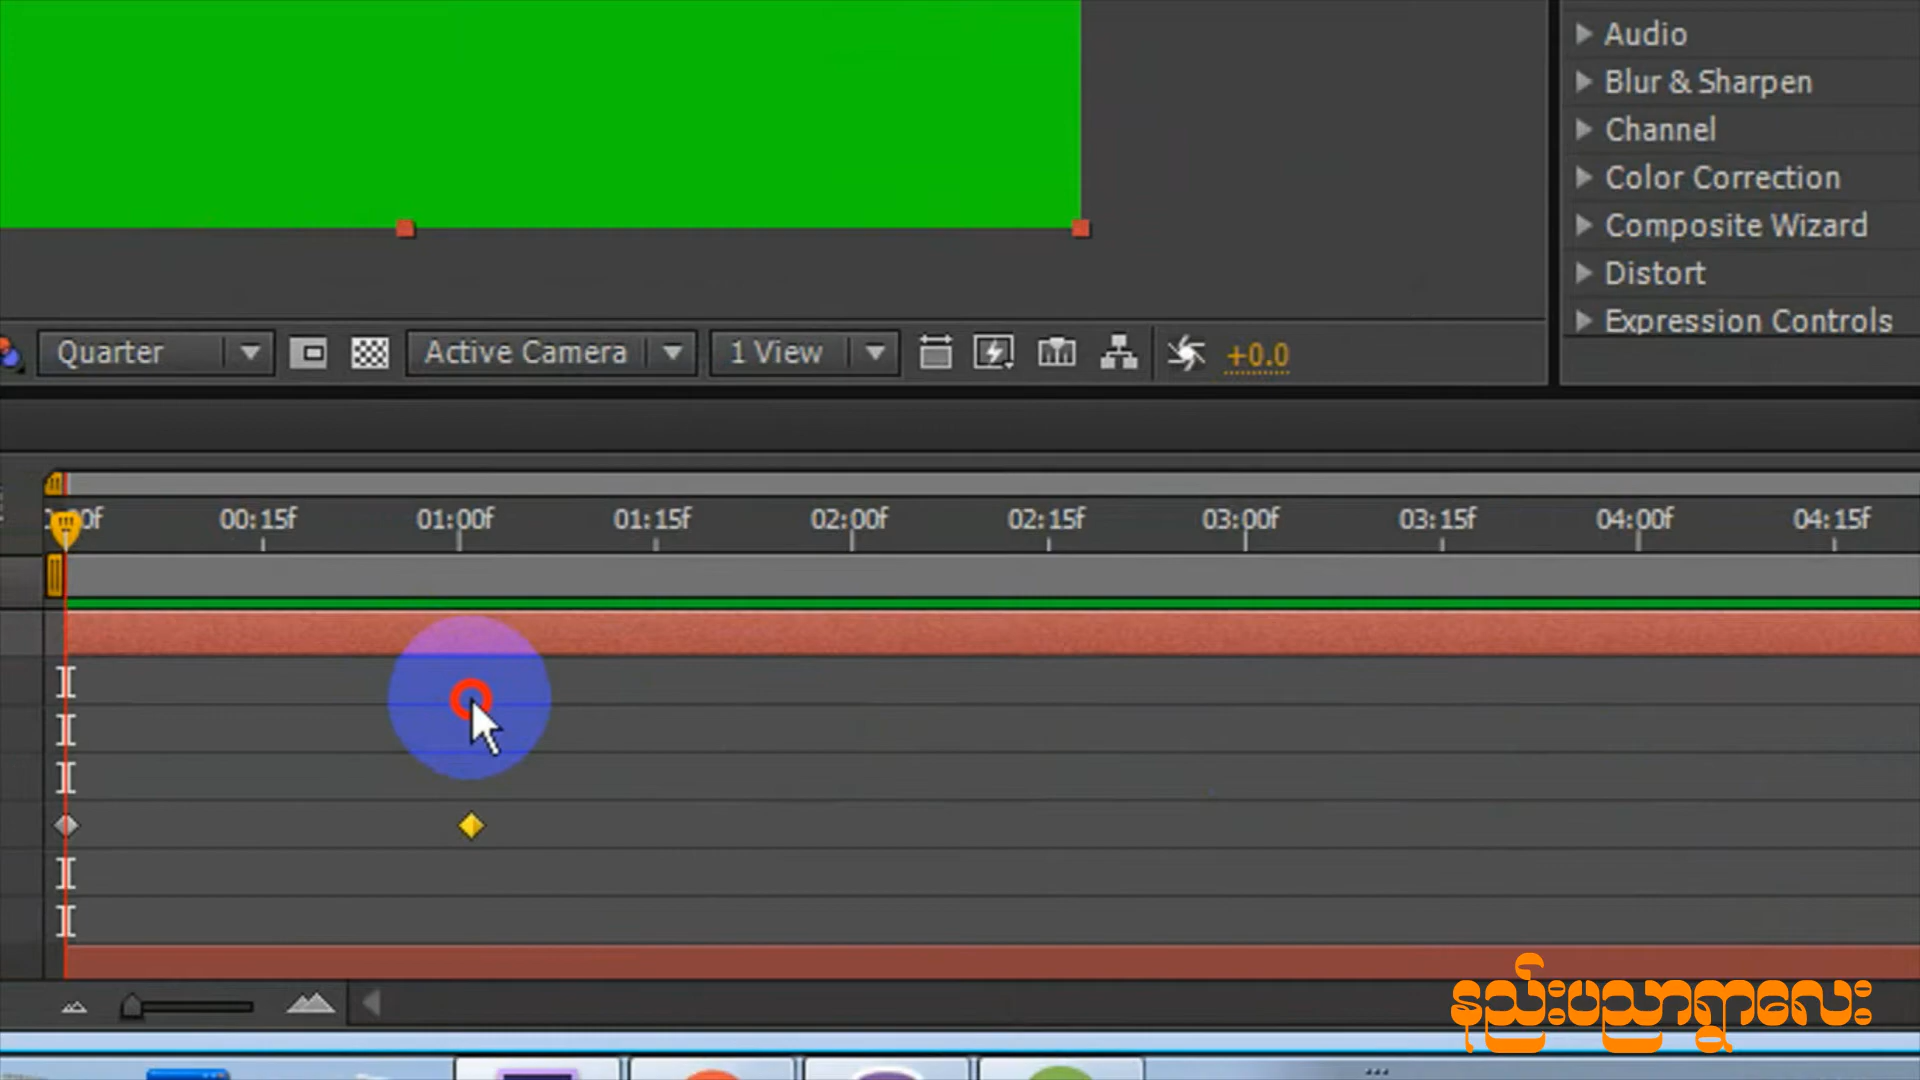 Audio
Blur & Sharpen
Channel
Color Correction
Composite Wizard
Distort
Expression Controls
Quarter
Active Camera
1 View
+0.0
00:15f
01:00f
01:15f
02:00f
02:15f
03:00f
03:15f
04:00f
04:15f
နည်းပညာရွာလေး